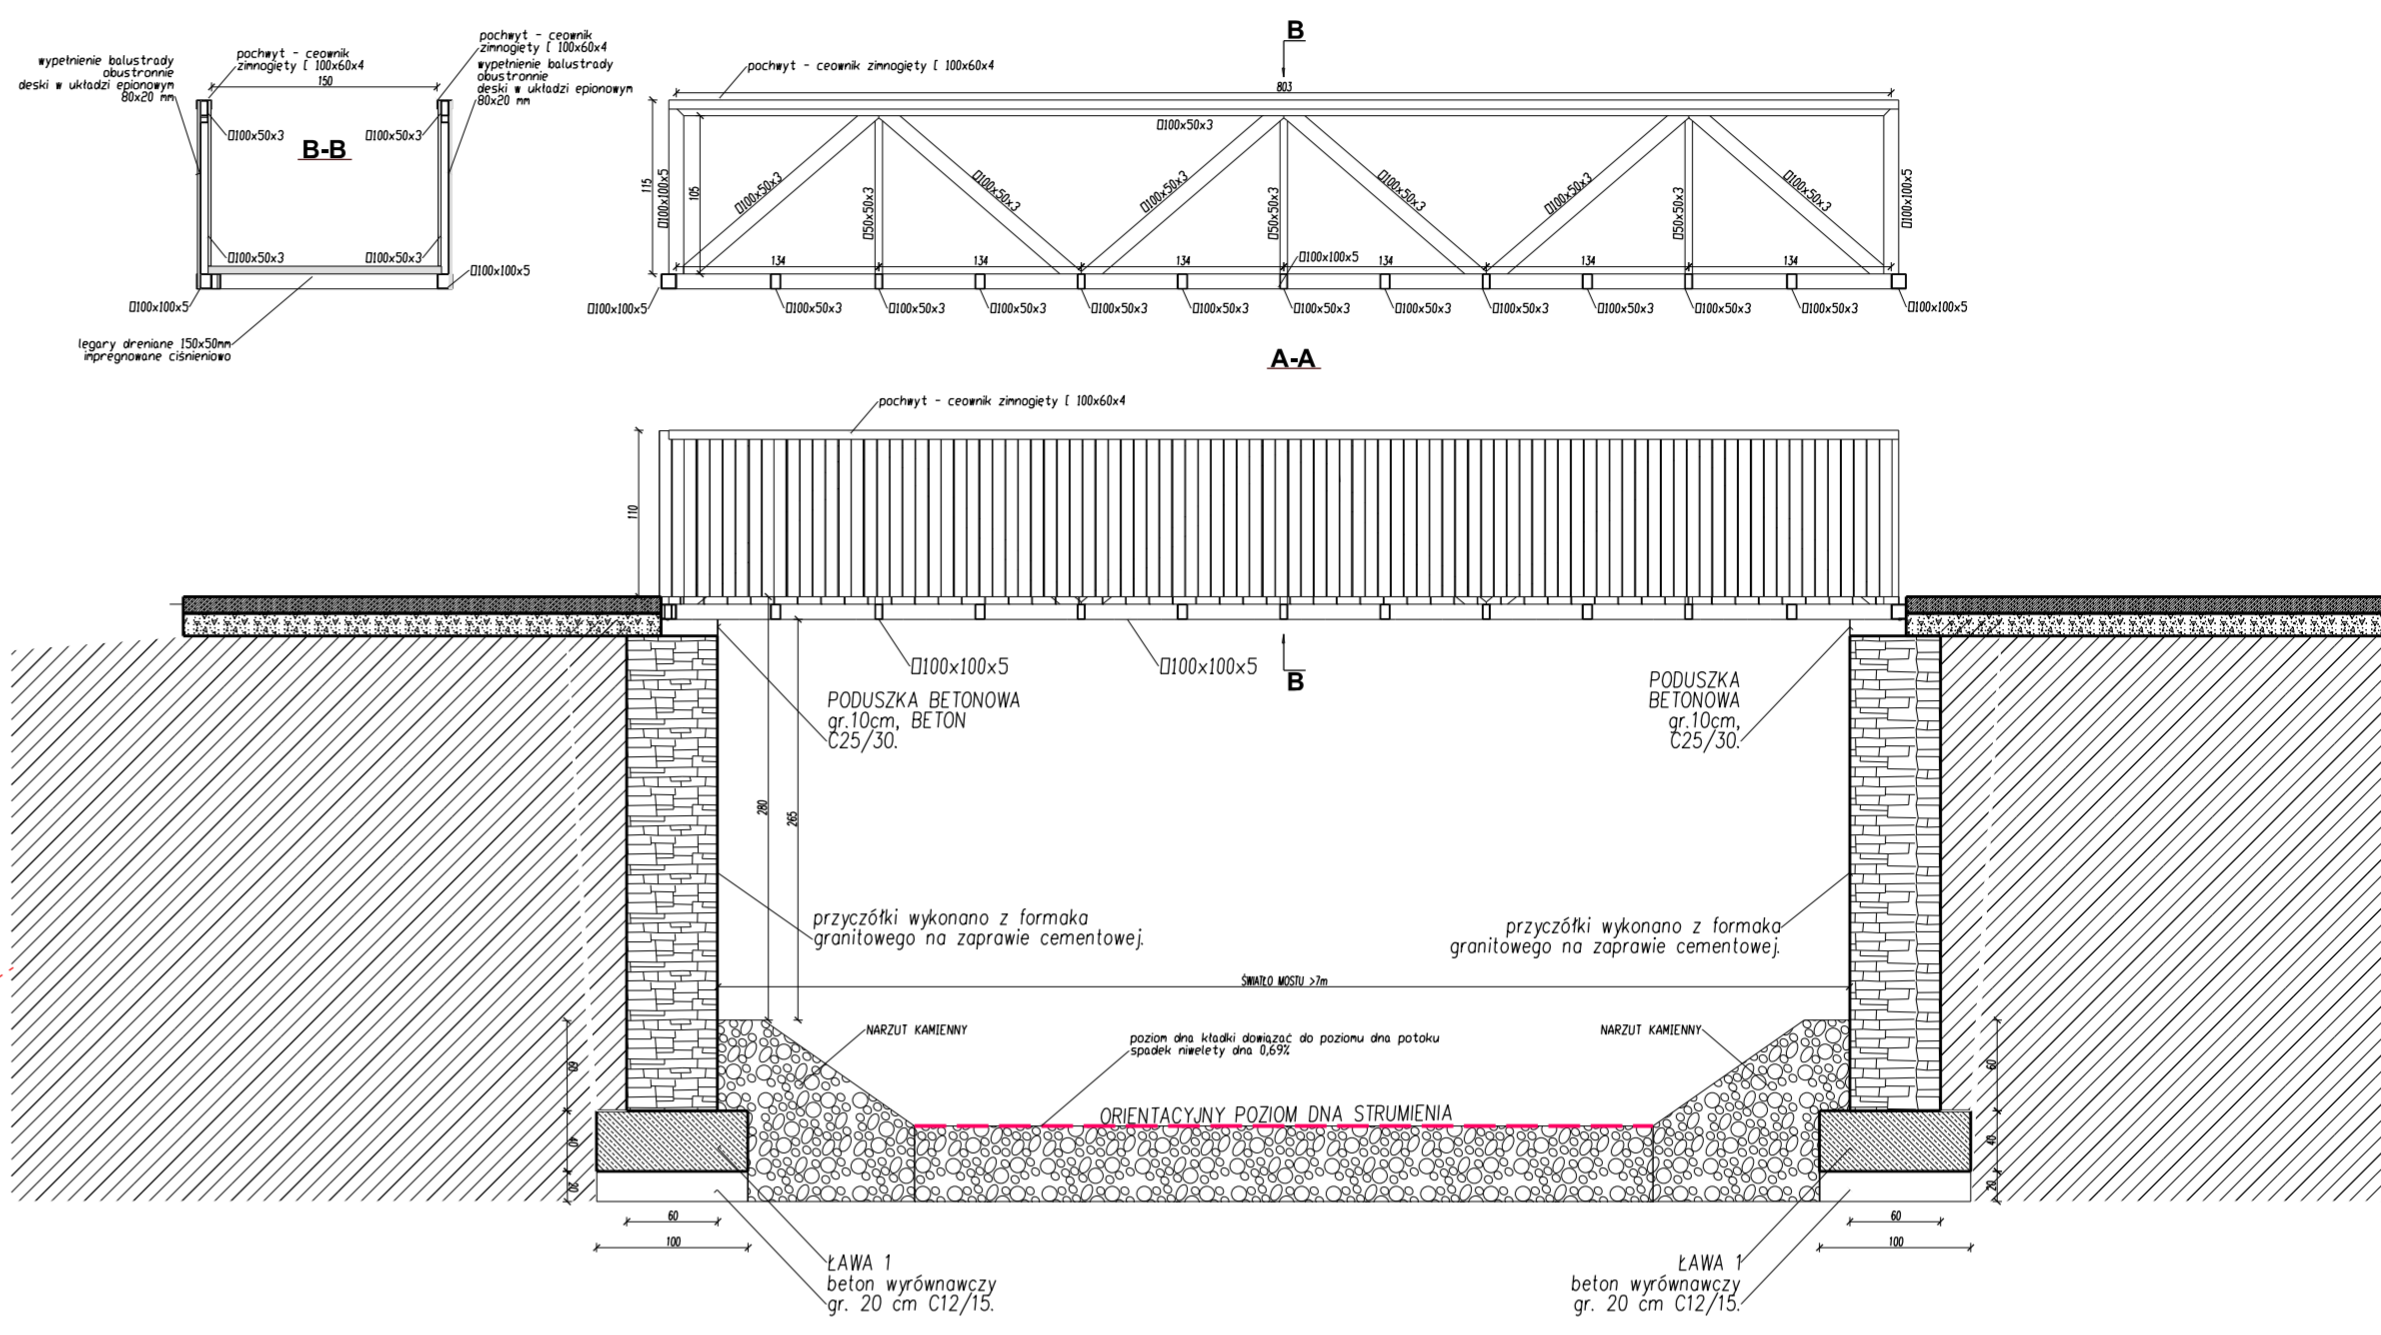 pochwyt - ceownik
zimnogięty [ 100x60x4
wypełnienie balustrady
obustronnie
deski w układzi epionowym
80x20 mm
pochwyt - ceownik
zimnogięty [ 100x60x4
wypełnienie balustrady
obustronnie
deski w układzi epionowym
80x20 mm
150
□100x50x3
□100x50x3
B-B
□100x50x3
□100x50x3
□100x100x5
□100x100x5
legary dreniane 150x50mm
impregnowane ciśnieniowo
B
pochwyt - ceownik zimnogięty [ 100x60x4
803
□100x50x3
115
□100x100x5
105
□100x50x3
□50x50x3
□100x50x3
□100x50x3
□50x50x3
□100x50x3
□100x50x3
□50x50x3
□100x50x3
□100x100x5
134
134
134
□100x100x5
134
134
134
□100x100x5
□100x50x3
□100x50x3
□100x50x3
□100x50x3
□100x50x3
□100x50x3
□100x50x3
□100x50x3
□100x50x3
□100x50x3
□100x50x3
□100x100x5
A-A
pochwyt - ceownik zimnogięty [ 100x60x4
110
□100x100x5
□100x100x5
B
PODUSZKA BETONOWA
gr.10cm, BETON
C25/30.
PODUSZKA
BETONOWA
gr.10cm,
C25/30.
280
265
przyczółki wykonano z formaka
granitowego na zaprawie cementowej.
przyczółki wykonano z formaka
granitowego na zaprawie cementowej.
ŚWIATŁO MOSTU >7m
NARZUT KAMIENNY
poziom dna kładki dowiązać do poziomu dna potoku
spadek niwelety dna 0,69%
NARZUT KAMIENNY
ORIENTACYJNY POZIOM DNA STRUMIENIA
60
40
20
60
40
20
60
100
60
100
ŁAWA 1
beton wyrównawczy
gr. 20 cm C12/15.
ŁAWA 1
beton wyrównawczy
gr. 20 cm C12/15.